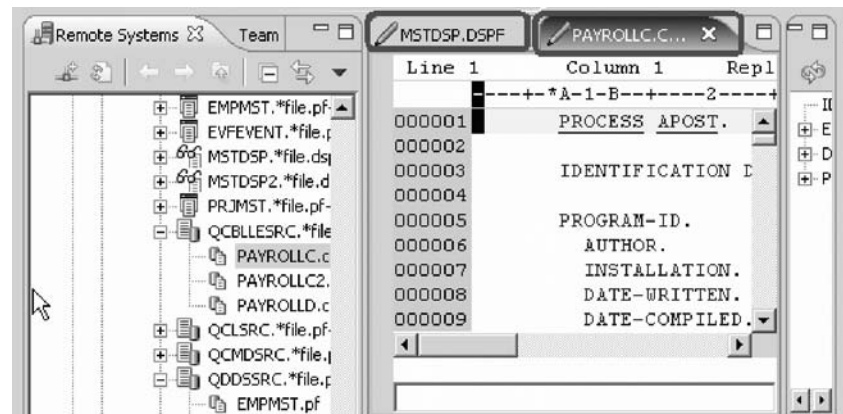 Remote Systems Team
EMPMST.*file.pf-
EVFEVENT.*file.p
MSTDSP.*file.dsp
MSTDSP2.*file.d
PRJMST.*file.pf-
QCBLLESRC.*file
PAYROLLC.c
PAYROLLC2.
PAYROLLD.c
QCLSRC.*file.pf-
QCMDSRC.*file.p
QDDSSRC.*file.p
EMPMST.pf
MSTDSP.DSPF PAYROLLC.C...
Line 1 Column 1 Repl
----+-*A-1-B--+----2-----+
000001 PROCESS APOST.
000002
000003 IDENTIFICATION D
000004
000005 PROGRAM-ID.
000006 AUTHOR.
000007 INSTALLATION.
000008 DATE-WRITTEN.
000009 DATE-COMPILED.
E
D
P